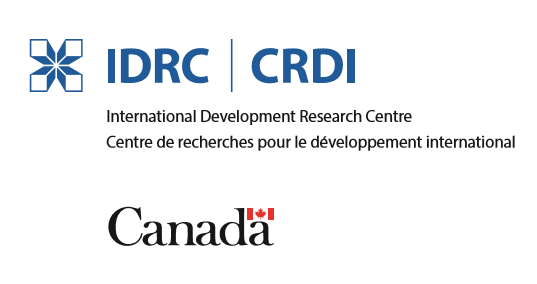 IDRC | CRDI
International Development Research Centre
Centre de recherches pour le développement international
Canada